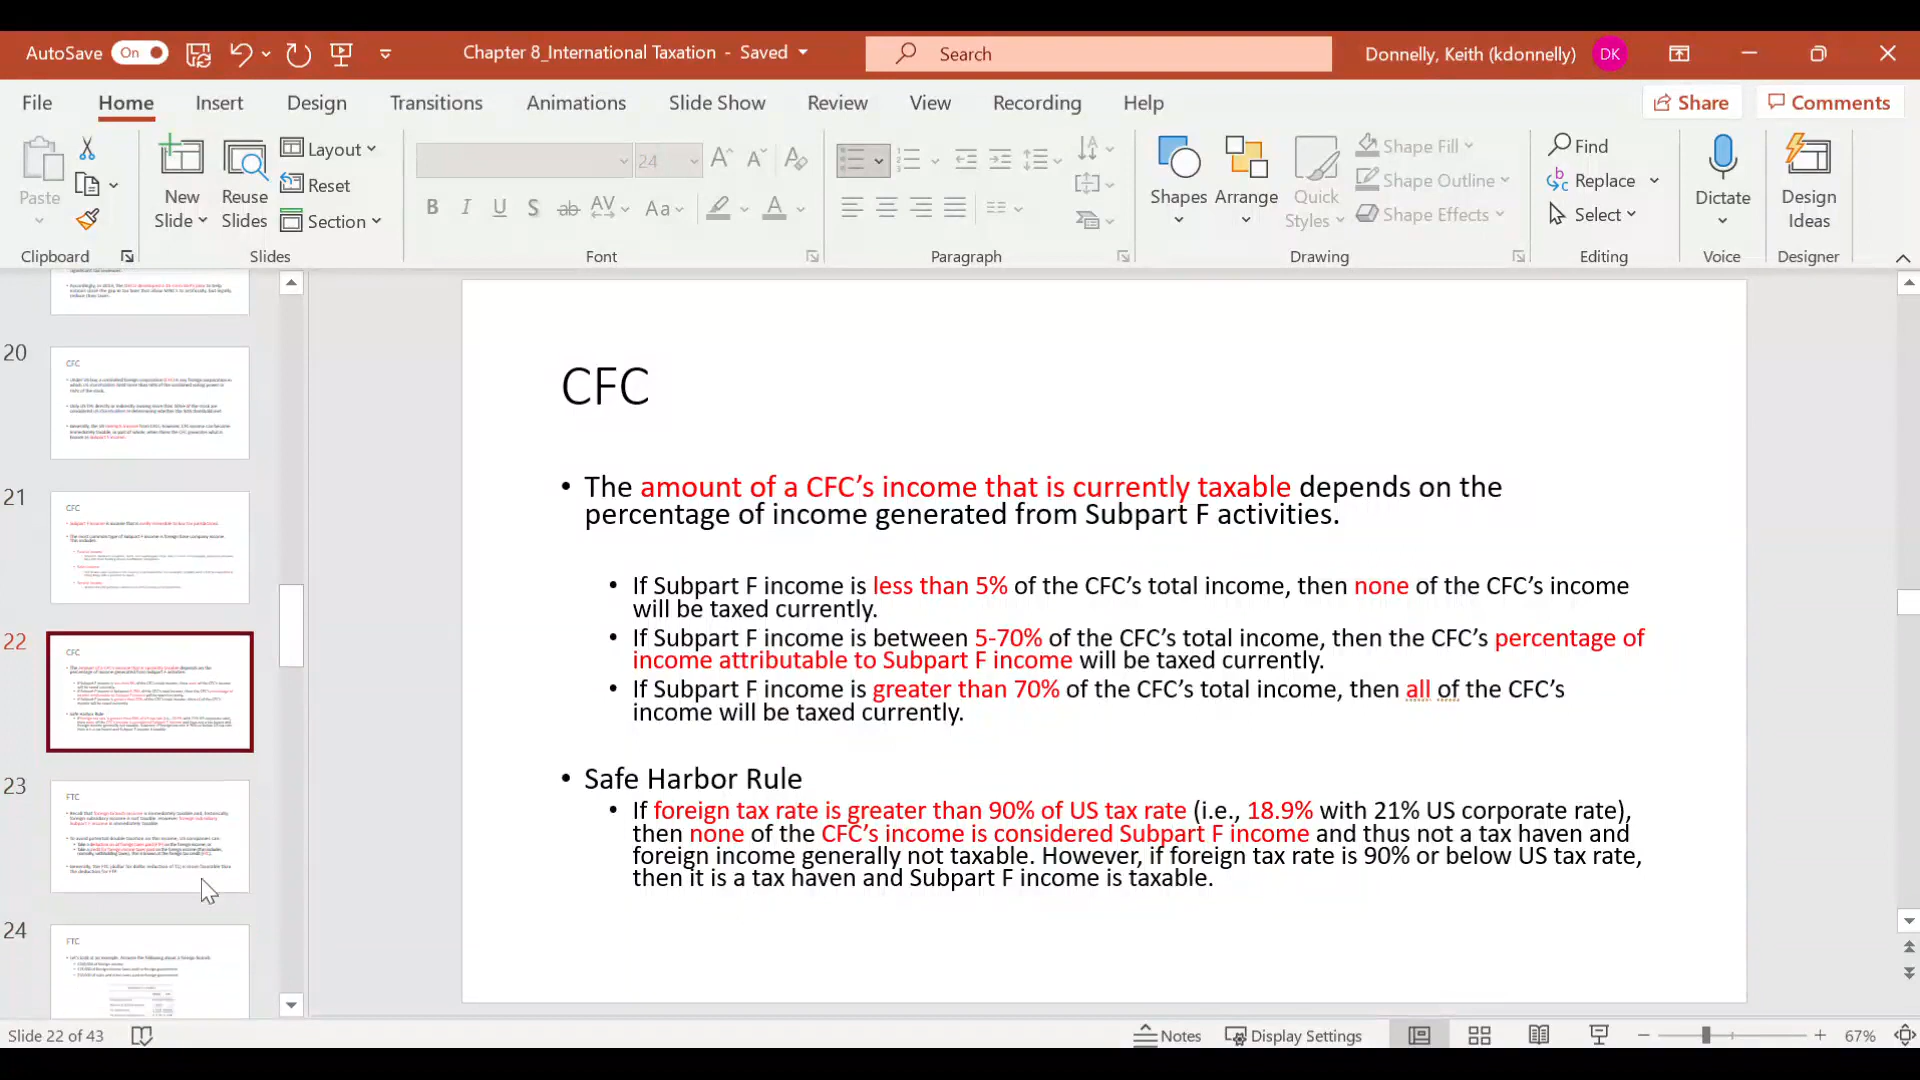 AutoSave On
Chapter 8_International Taxation - Saved
Search
Donnelly, Keith (kdonnelly) DK
File Home Insert Design Transitions Animations Slide Show Review View Recording Help
Share
Comments
Paste
New Slide
Reuse Slides
Layout
Reset
Section
24
B I U S ab AV Aa A
Shapes
Arrange
Quick Styles
Shape Fill
Shape Outline
Shape Effects
Find
Replace
Select
Dictate
Design Ideas
Clipboard
Slides
Font
Paragraph
Drawing
Editing
Voice
Designer
20
CFC
21
CFC
22
CFC
23
FTC
24
FTC
CFC
• The amount of a CFC’s income that is currently taxable depends on the
percentage of income generated from Subpart F activities.
• If Subpart F income is less than 5% of the CFC’s total income, then none of the CFC’s income
will be taxed currently.
• If Subpart F income is between 5-70% of the CFC’s total income, then the CFC’s percentage of
income attributable to Subpart F income will be taxed currently.
• If Subpart F income is greater than 70% of the CFC’s total income, then all of the CFC’s
income will be taxed currently.
• Safe Harbor Rule
• If foreign tax rate is greater than 90% of US tax rate (i.e., 18.9% with 21% US corporate rate),
then none of the CFC’s income is considered Subpart F income and thus not a tax haven and
foreign income generally not taxable. However, if foreign tax rate is 90% or below US tax rate,
then it is a tax haven and Subpart F income is taxable.
Slide 22 of 43
Notes
Display Settings
67%